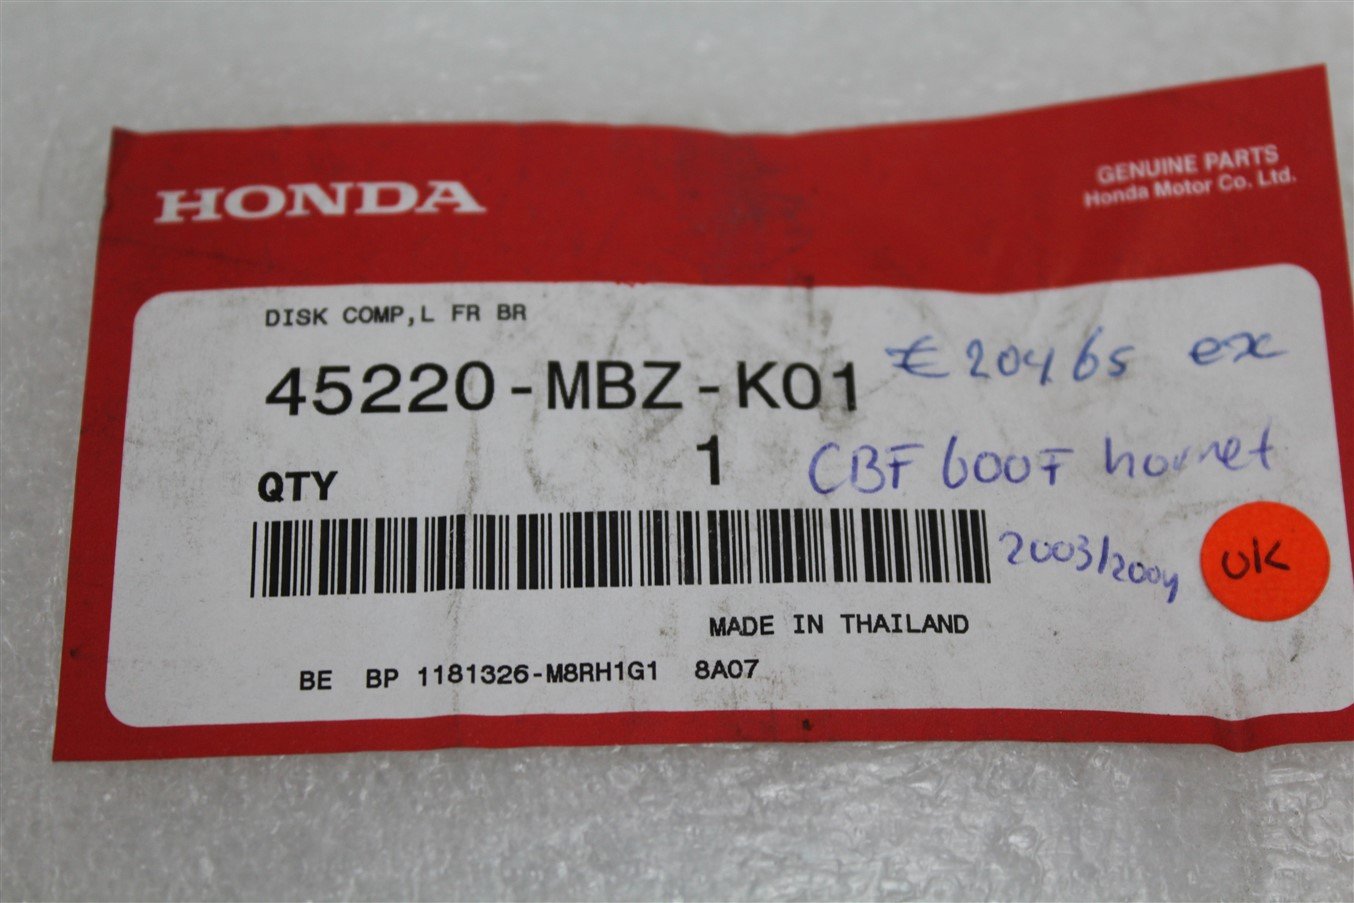 HONDA
GENUINE PARTS
Honda Motor Co. Ltd.
DISK COMP,L FR BR
45220-MBZ-K01
€ 204,65 ex
QTY 1
CBF 600F hornet
2003/2004
UK
MADE IN THAILAND
BE BP 1181326-M8RH1G1 8A07